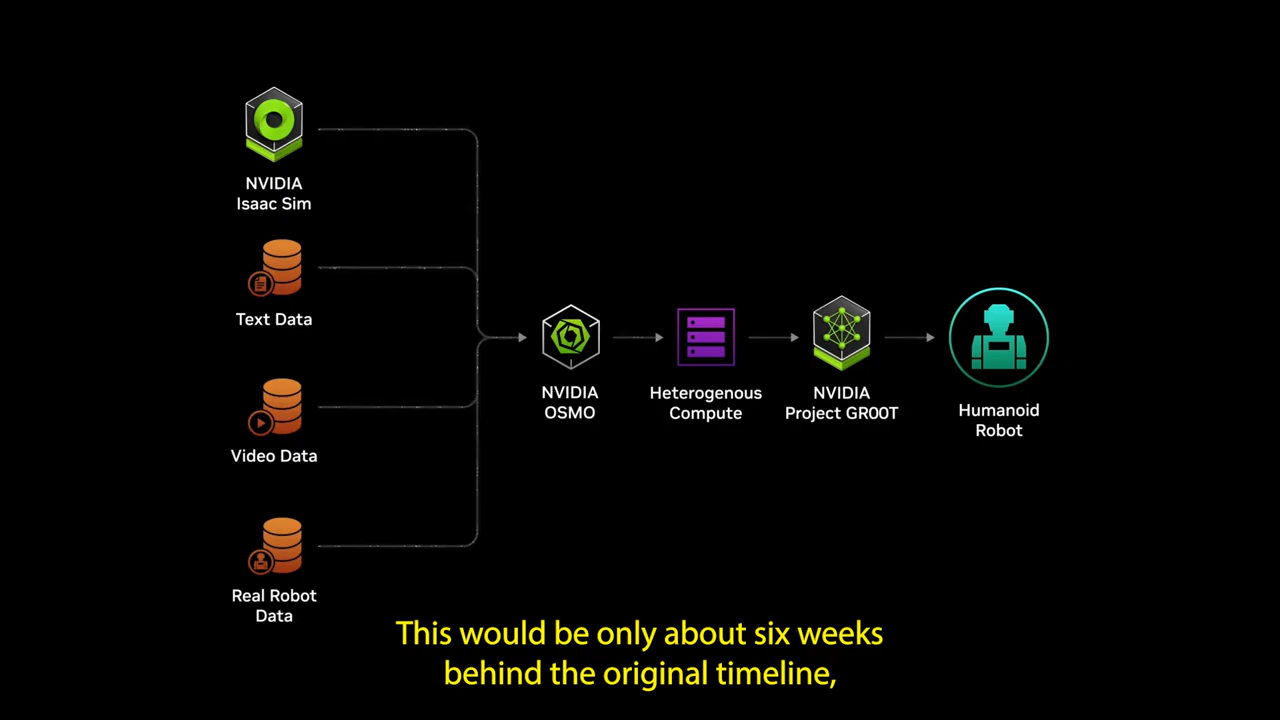 NVIDIA
Isaac Sim
Text Data
Video Data
Real Robot
Data
NVIDIA
OSMO
Heterogenous
Compute
NVIDIA
Project GR00T
Humanoid
Robot
This would be only about six weeks
behind the original timeline,